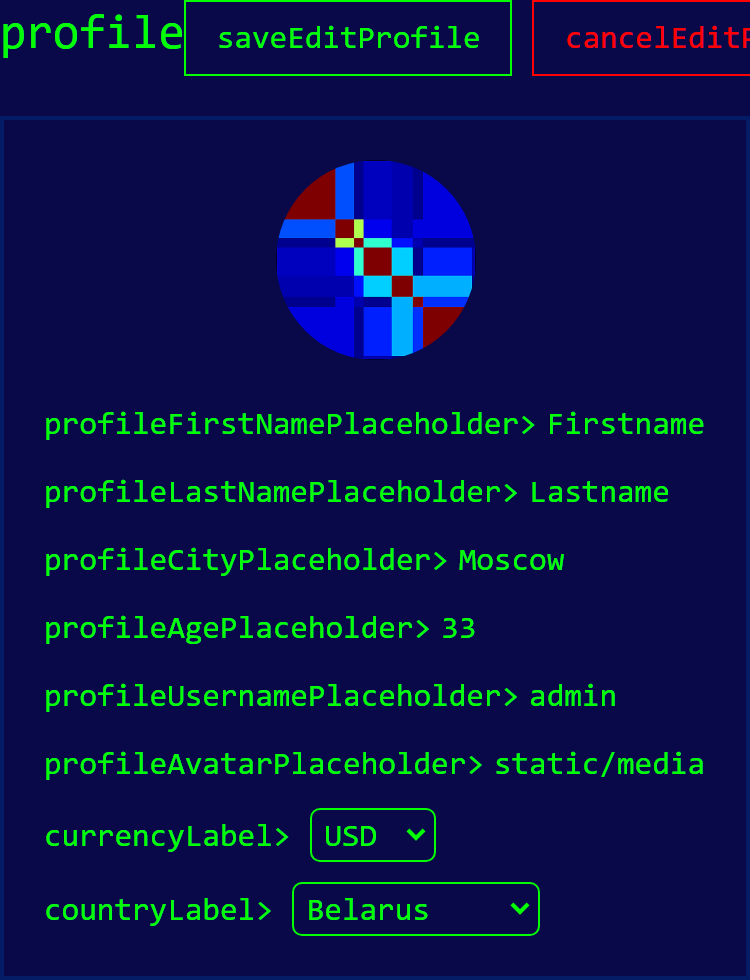 profile saveEditProfile cancelEditP
profileFirstNamePlaceholder> Firstname
profileLastNamePlaceholder> Lastname
profileCityPlaceholder> Moscow
profileAgePlaceholder> 33
profileUsernamePlaceholder> admin
profileAvatarPlaceholder> static/media
currencyLabel> USD
countryLabel> Belarus